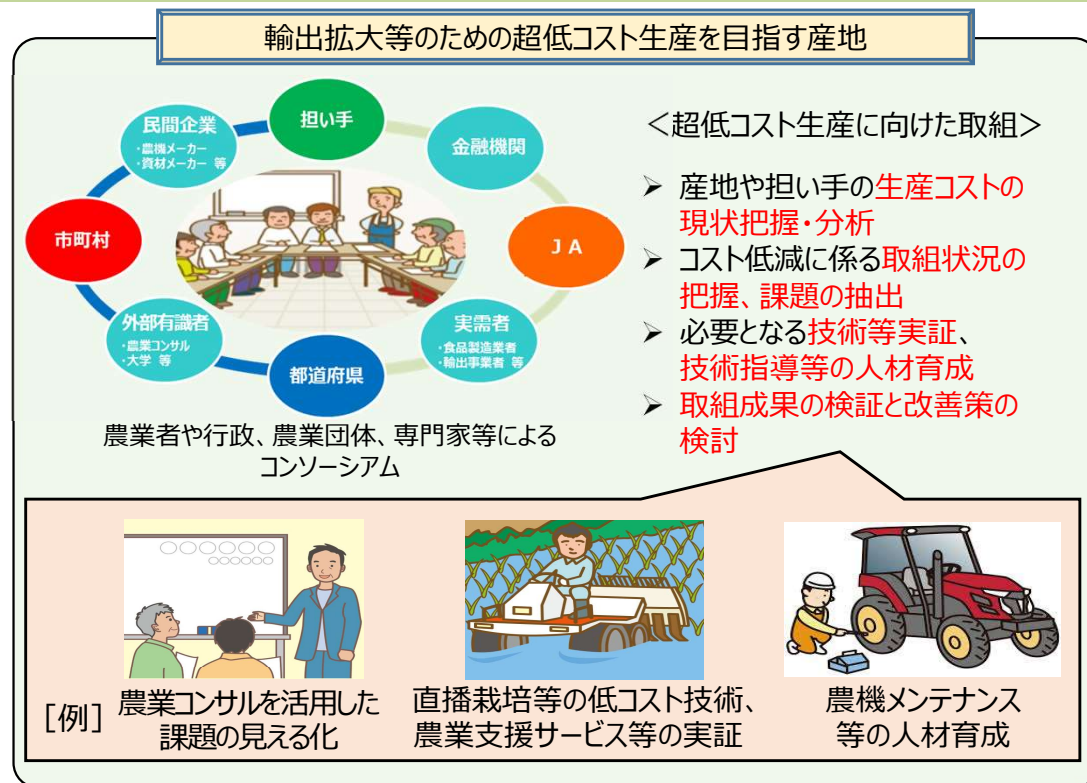 輸出拡大等のための超低コスト生産を目指す産地
担い手
民間企業
・農機メーカー
・資材メーカー 等
金融機関
市町村
JA
外部有識者
・農業コンサル
・大学 等
実需者
・食品製造業者
・輸出事業者 等
都道府県
農業者や行政、農業団体、専門家等による
コンソーシアム
＜超低コスト生産に向けた取組＞
➢ 産地や担い手の生産コストの
現状把握・分析
➢ コスト低減に係る取組状況の
把握、課題の抽出
➢ 必要となる技術等実証、
技術指導等の人材育成
➢ 取組成果の検証と改善策の
検討
［例］
農業コンサルを活用した
課題の見える化
直播栽培等の低コスト技術、
農業支援サービス等の実証
農機メンテナンス
等の人材育成